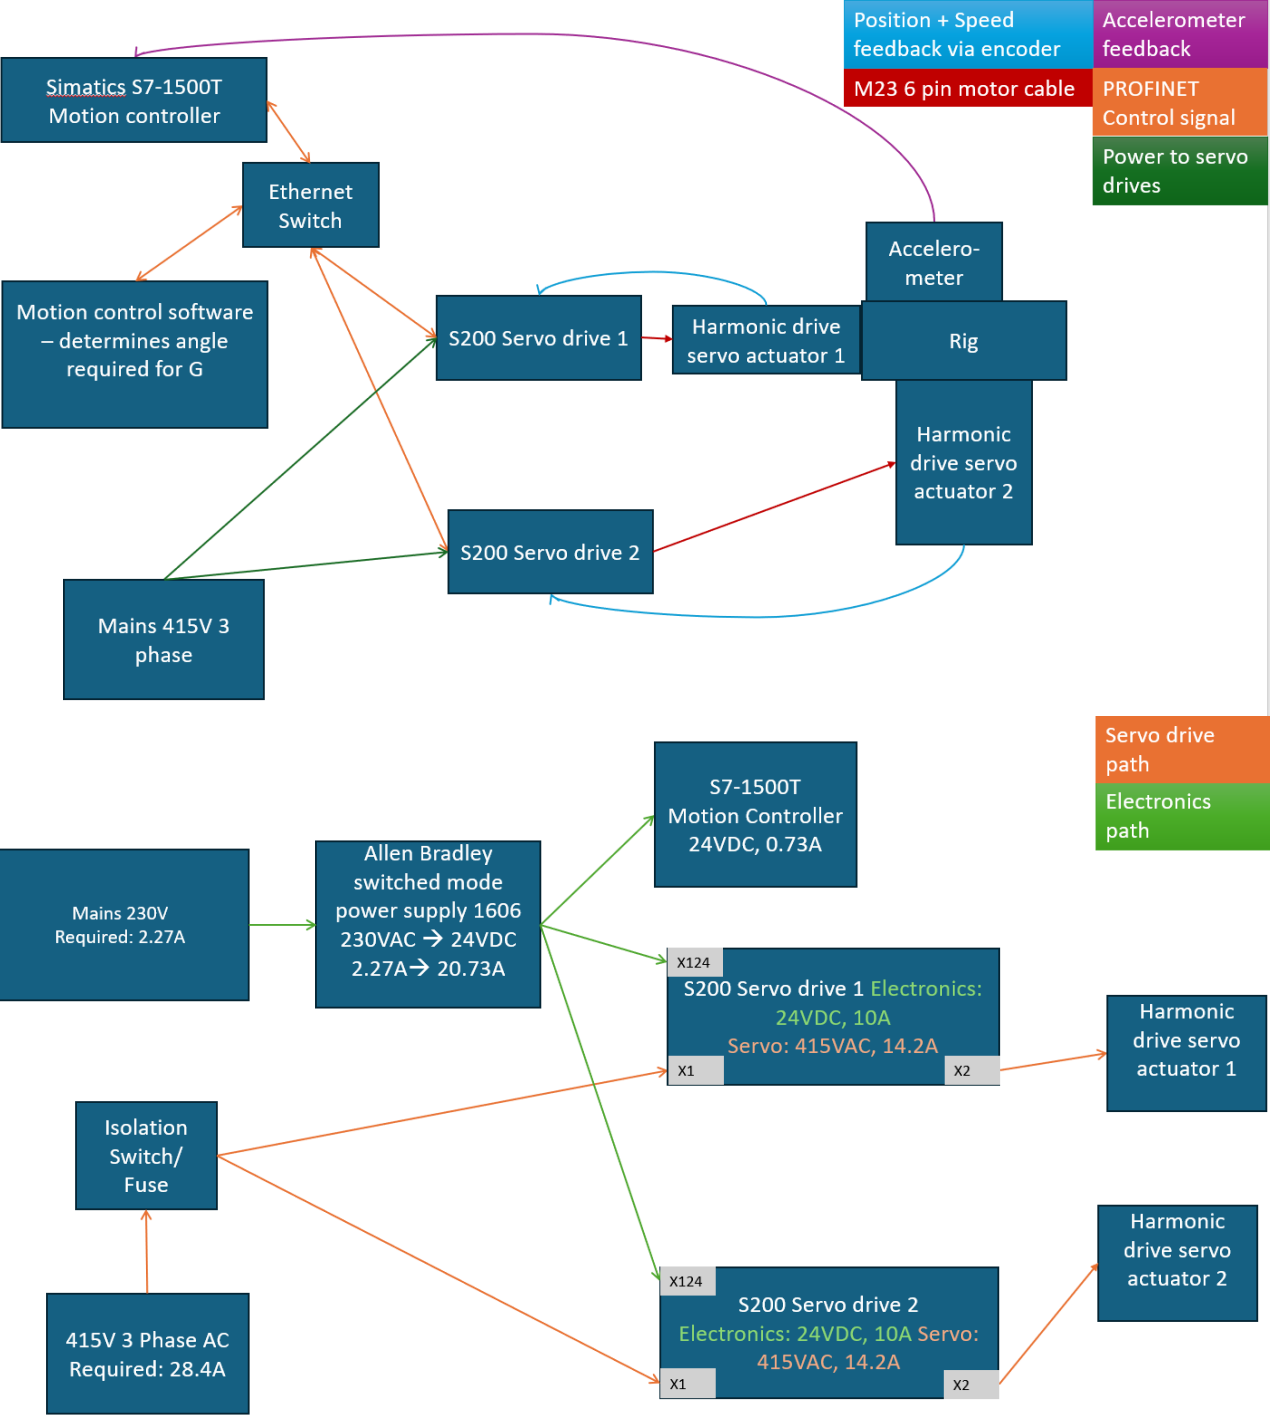 Position + Speed
feedback via encoder
Accelerometer
feedback
M23 6 pin motor cable
PROFINET
Control signal
Power to servo
drives
Simatics S7-1500T
Motion controller
Ethernet
Switch
Motion control software
– determines angle
required for G
S200 Servo drive 1
Harmonic drive
servo actuator 1
Accelero-
meter
Rig
Harmonic
drive servo
actuator 2
S200 Servo drive 2
Mains 415V 3
phase
Servo drive
path
Electronics
path
S7-1500T
Motion Controller
24VDC, 0.73A
Mains 230V
Required: 2.27A
Allen Bradley
switched mode
power supply 1606
230VAC → 24VDC
2.27A→ 20.73A
X124
S200 Servo drive 1 Electronics:
24VDC, 10A
Servo: 415VAC, 14.2A
X1
X2
Harmonic
drive servo
actuator 1
Isolation
Switch/
Fuse
415V 3 Phase AC
Required: 28.4A
X124
S200 Servo drive 2
Electronics: 24VDC, 10A Servo:
415VAC, 14.2A
X1
X2
Harmonic
drive servo
actuator 2